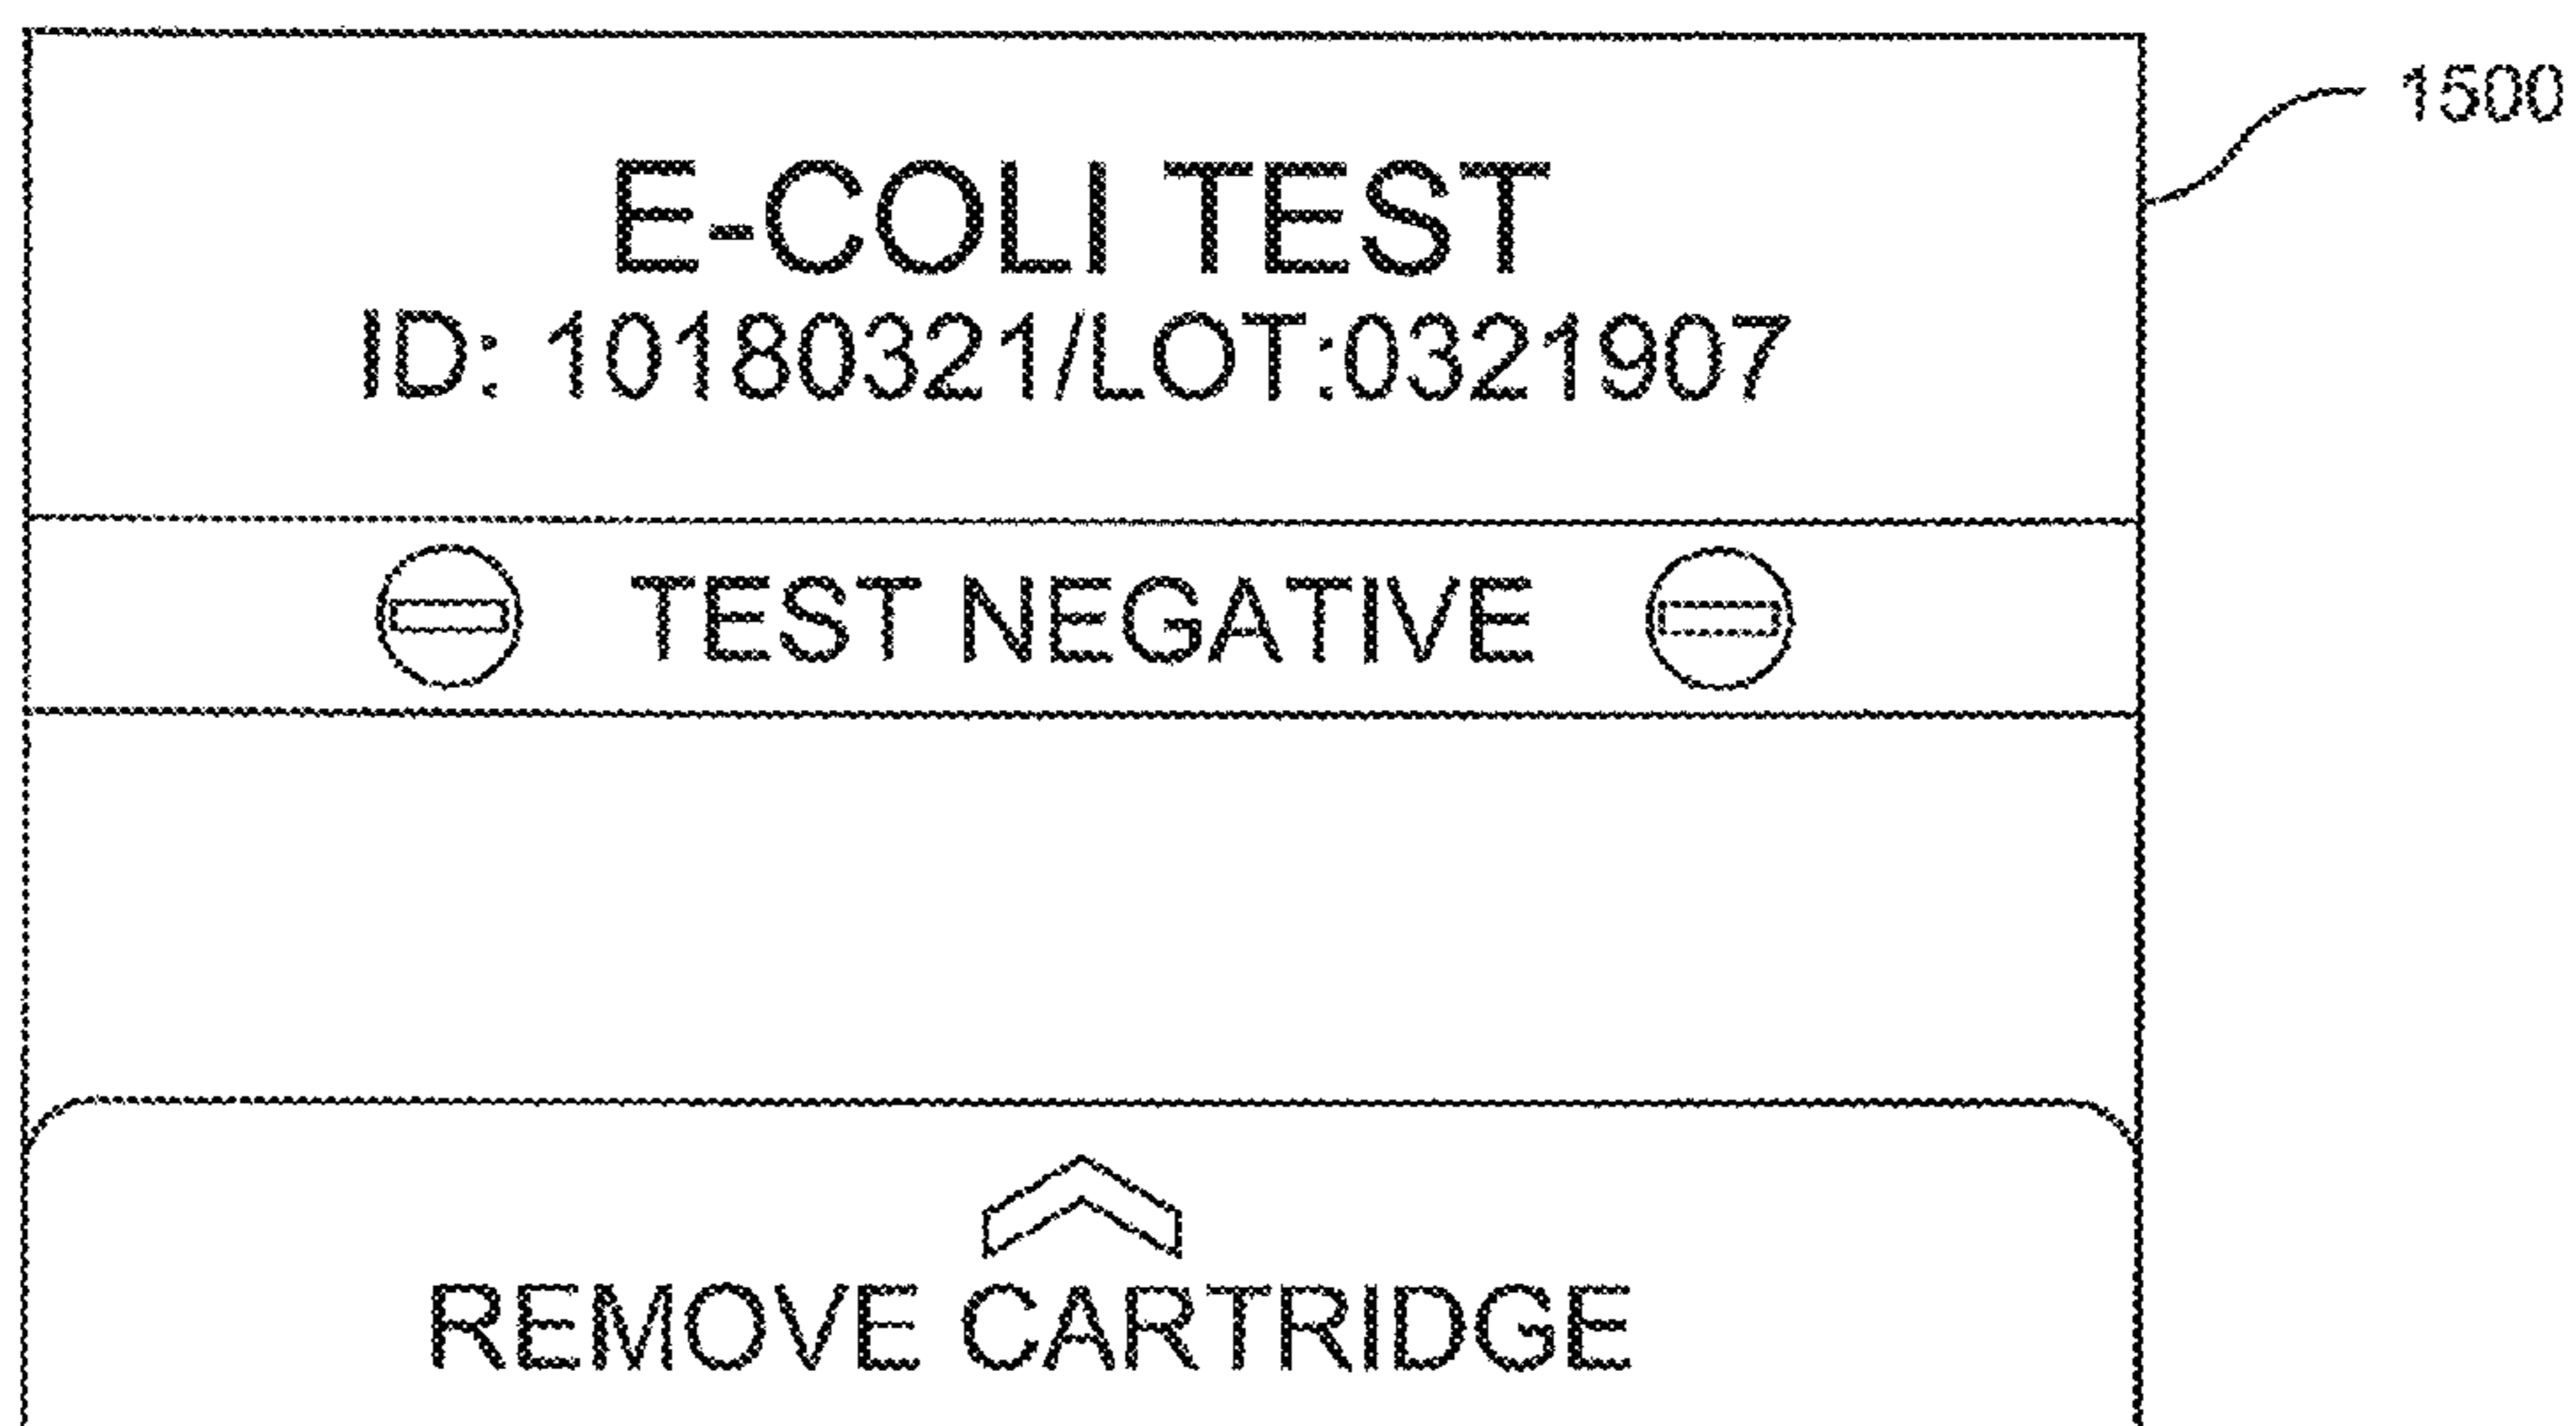 1500
E-COLI TEST
ID: 10180321/LOT:0321907
TEST NEGATIVE
REMOVE CARTRIDGE